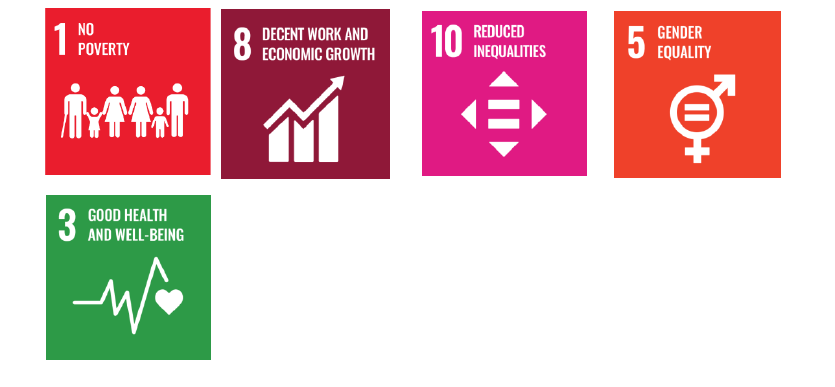 1 NO
POVERTY
8 DECENT WORK AND
ECONOMIC GROWTH
10 REDUCED
INEQUALITIES
5 GENDER
EQUALITY
3 GOOD HEALTH
AND WELL-BEING